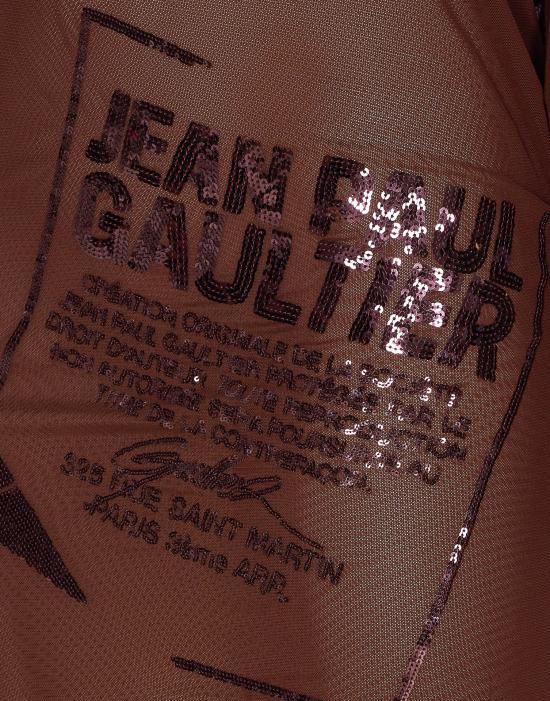 JEAN PAUL
GAULTIER
CRÉATION ORIGINALE DE LA SOCIÉTÉ
JEAN PAUL GAULTIER PROTÉGÉE PAR LE
DROIT D'AUTEUR, TOUTE REPRODUCTION
NON AUTORISÉE SERA POURSUIVIE AU
TITRE DE LA CONTREFAÇON.
Gaultier
325 RUE SAINT MARTIN
PARIS 3ème ARR.